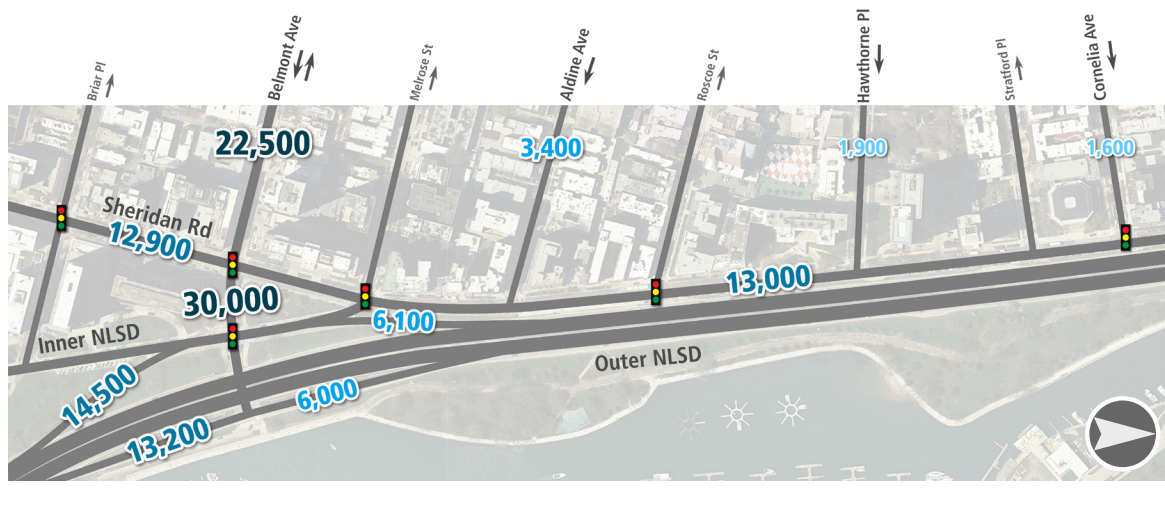 Briar Pl
Belmont Ave
Melrose St
Aldine Ave
Roscoe St
Hawthorne Pl
Stratford Pl
Cornelia Ave
22,500
3,400
1,900
1,600
Sheridan Rd
12,900
30,000
13,000
6,100
Inner NLSD
Outer NLSD
14,500
6,000
13,200